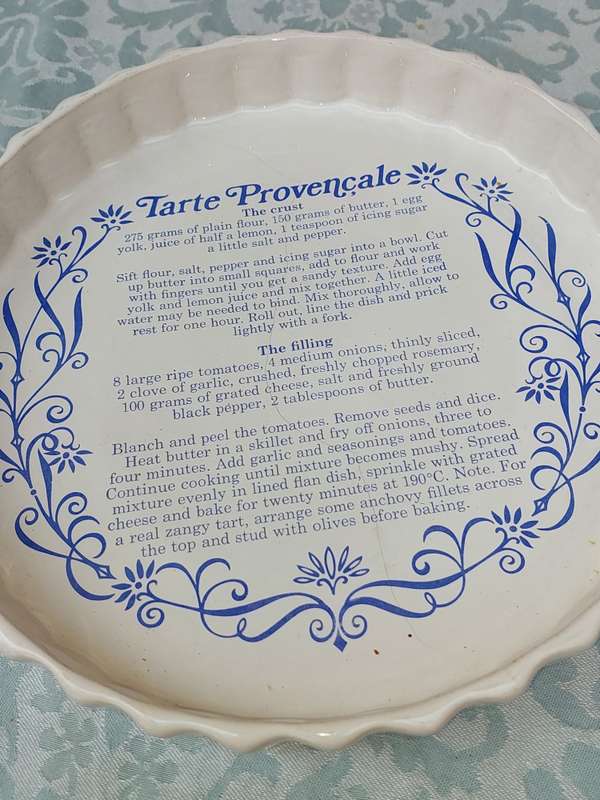 Tarte Provençale
The crust
275 grams of plain flour, 150 grams of butter, 1 egg
yolk, juice of half a lemon, 1 teaspoon of icing sugar
a little salt and pepper.
Sift flour, salt, pepper and icing sugar into a bowl. Cut
up butter into small squares, add to flour and work
with fingers until you get a sandy texture. Add egg
yolk and lemon juice and mix together. A little iced
water may be needed to bind. Mix thoroughly, allow to
rest for one hour. Roll out, line the dish and prick
lightly with a fork.
The filling
8 large ripe tomatoes, 4 medium onions, thinly sliced,
2 clove of garlic, crushed, freshly chopped rosemary,
100 grams of grated cheese, salt and freshly ground
black pepper, 2 tablespoons of butter.
Blanch and peel the tomatoes. Remove seeds and dice.
Heat butter in a skillet and fry off onions, three to
four minutes. Add garlic and seasonings and tomatoes.
Continue cooking until mixture becomes mushy. Spread
mixture evenly in lined flan dish, sprinkle with grated
cheese and bake for twenty minutes at 190°C. Note. For
a real zangy tart, arrange some anchovy fillets across
the top and stud with olives before baking.